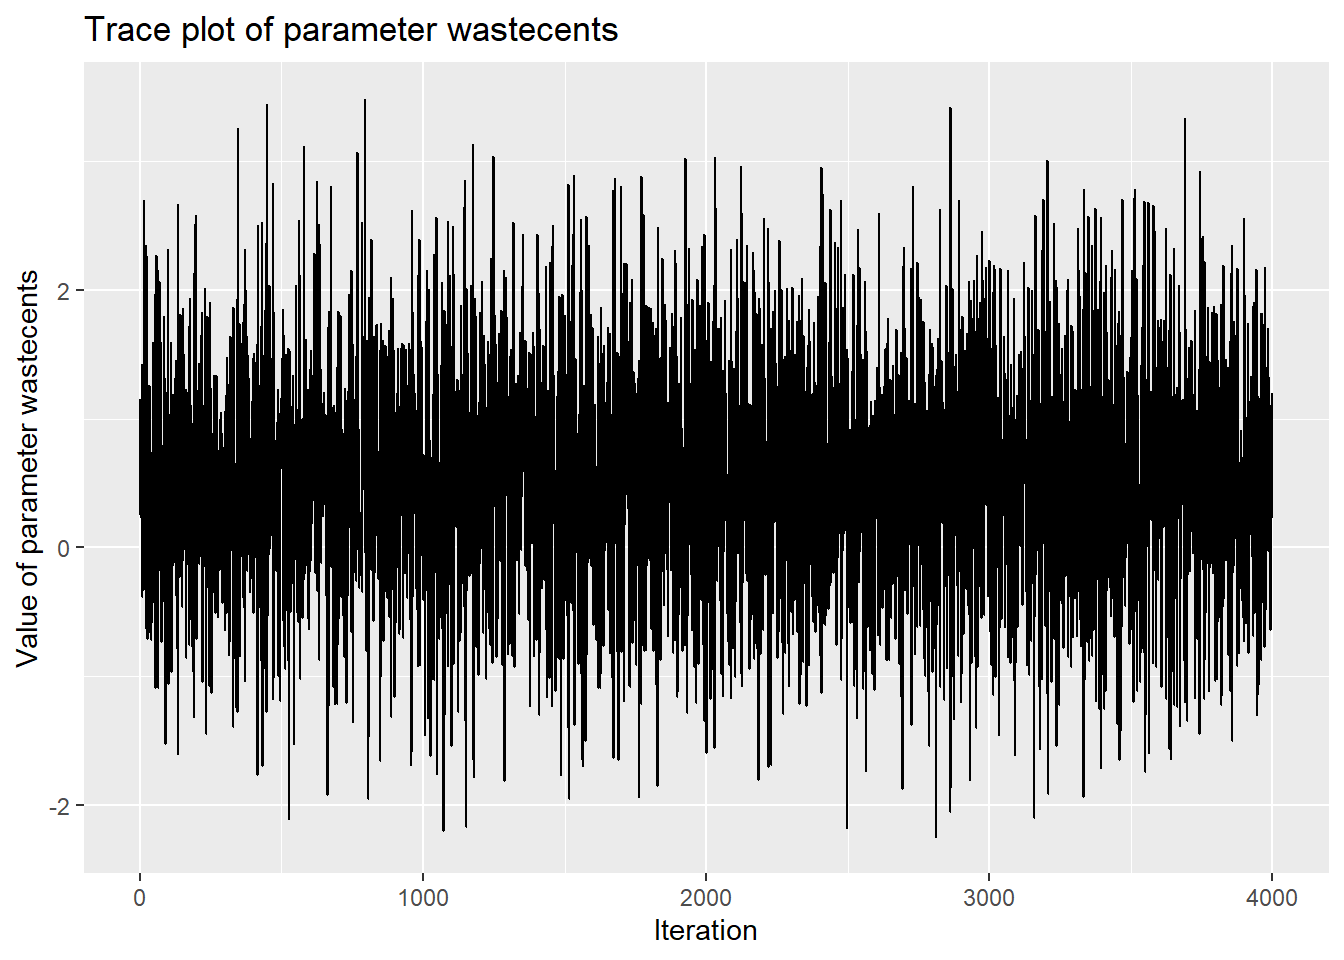 Trace plot of parameter wastecents
Value of parameter wastecents
2
0
-2
0 1000 2000 3000 4000
Iteration